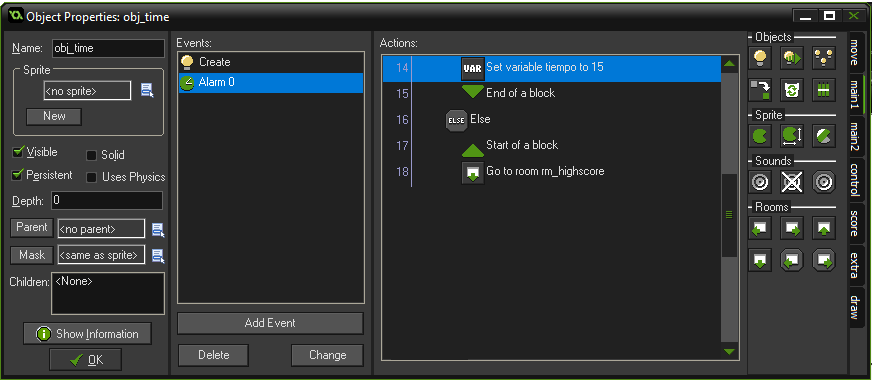 Object Properties: obj_time
Name: obj_time
Sprite
<no sprite>
New
Visible Solid
Persistent Uses Physics
Depth: 0
Parent <no parent>
Mask <same as sprite>
Children: <None>
Show Information
OK
Events:
Create
Alarm 0
Add Event
Delete Change
Actions:
14 VAR Set variable tiempo to 15
15 End of a block
16 ELSE Else
17 Start of a block
18 Go to room rm_highscore
Objects
Sprite
Sounds
Rooms
move
main1
main2
control
score
extra
draw